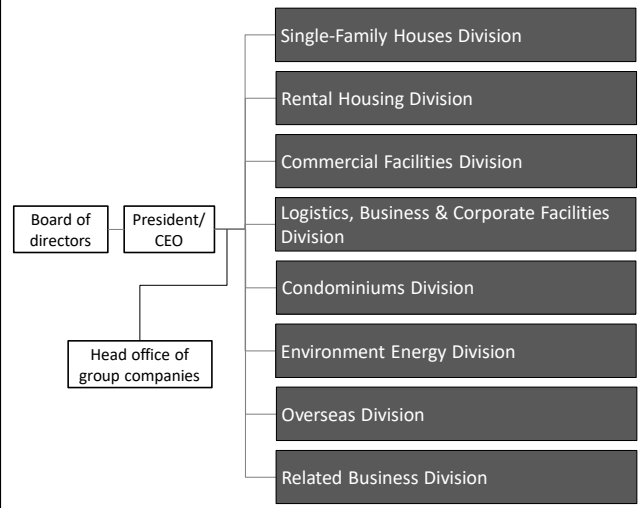 Single-Family Houses Division
Rental Housing Division
Commercial Facilities Division
Logistics, Business & Corporate Facilities
Division
Board of
directors
President/
CEO
Condominiums Division
Head office of
group companies
Environment Energy Division
Overseas Division
Related Business Division